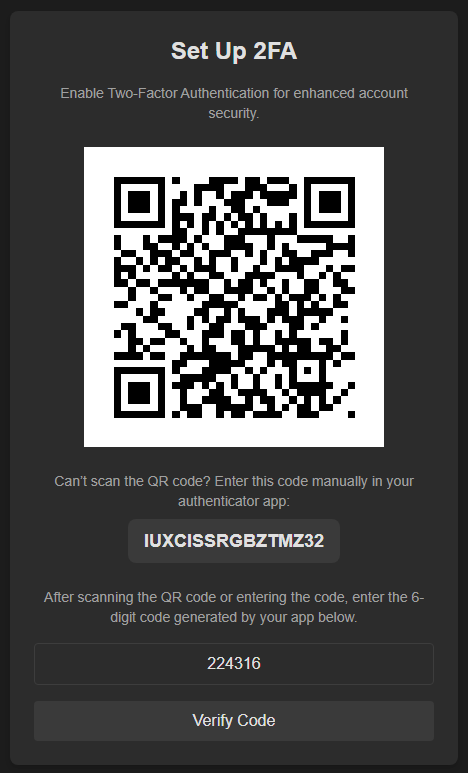 Set Up 2FA
Enable Two-Factor Authentication for enhanced account
security.
Can't scan the QR code? Enter this code manually in your
authenticator app:
IUXCISSRGBZTMZ32
After scanning the QR code or entering the code, enter the 6-
digit code generated by your app below.
224316
Verify Code